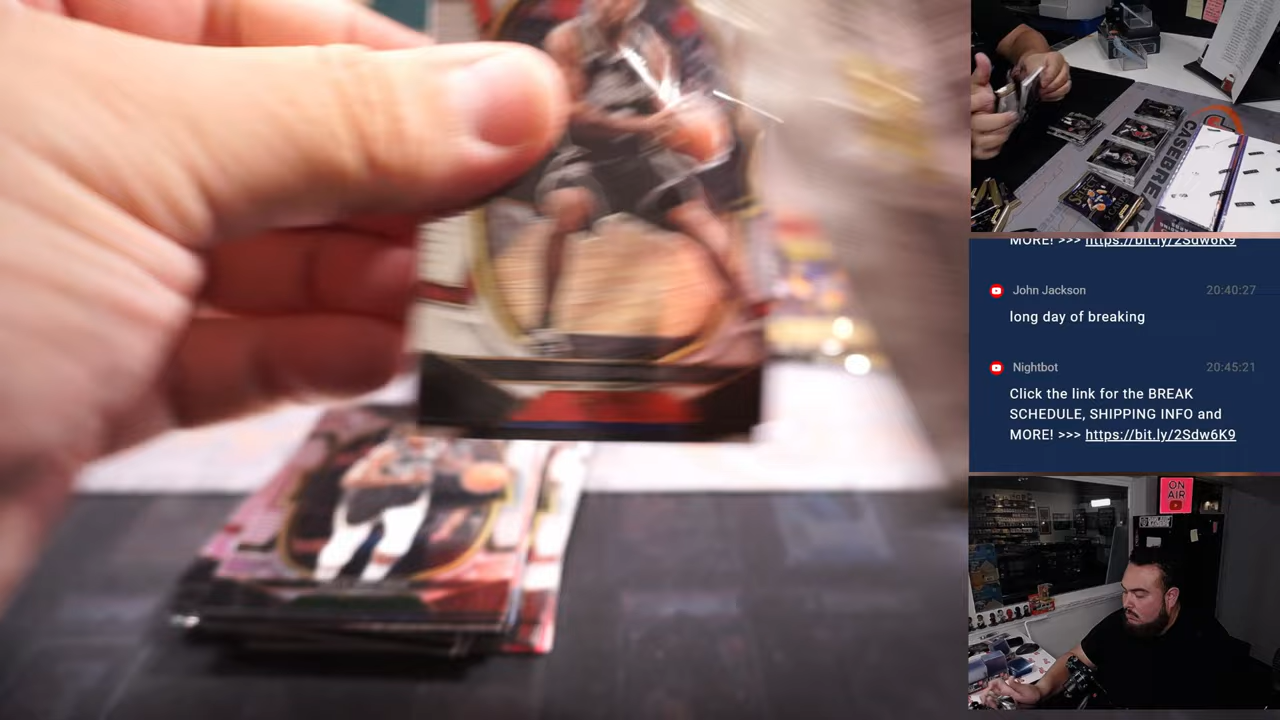 CASEBRE
MORE! >>> https://bit.ly/2Sdw6K9
John Jackson 20:40:27
long day of breaking
Nightbot 20:45:21
Click the link for the BREAK
SCHEDULE, SHIPPING INFO and
MORE! >>> https://bit.ly/2Sdw6K9
ON
AIR